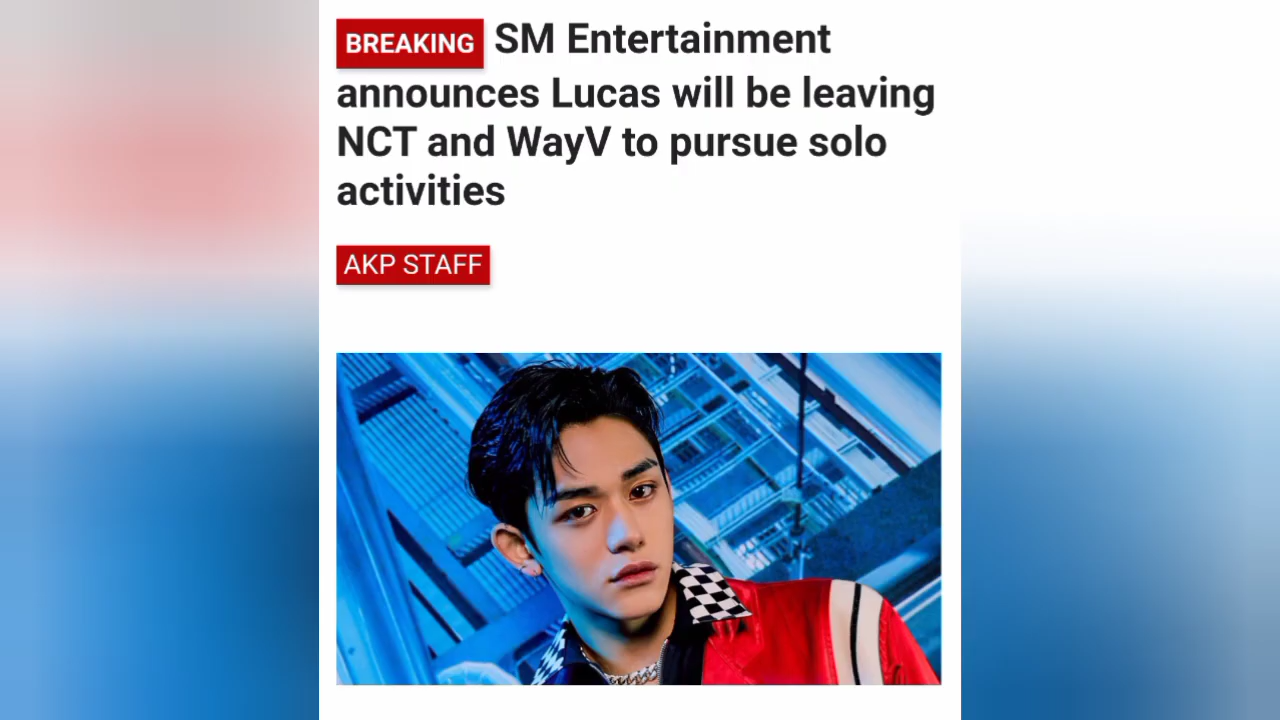 BREAKING SM Entertainment
announces Lucas will be leaving
NCT and WayV to pursue solo
activities
AKP STAFF